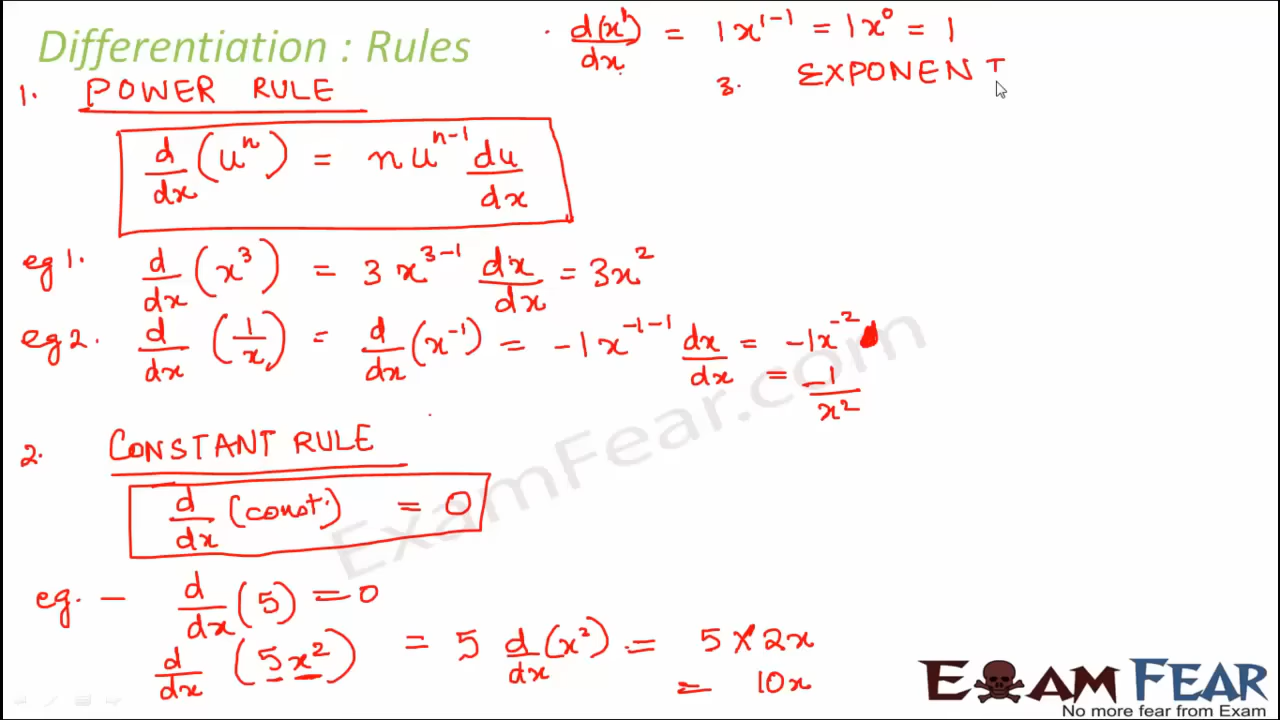 Differentiation : Rules
d(x¹)/dx = 1x¹⁻¹ = 1x⁰ = 1
1. POWER RULE
3. EXPONENT
d/dx (uⁿ) = n uⁿ⁻¹ du/dx
eg 1. d/dx (x³) = 3x³⁻¹ dx/dx = 3x²
eg 2. d/dx (1/x) = d/dx (x⁻¹) = -1x⁻¹⁻¹ dx/dx = -1x⁻²
= -1/x²
2. CONSTANT RULE
d/dx (const.) = 0
eg. - d/dx (5) = 0
d/dx (5x²) = 5 d/dx (x²) = 5 × 2x
= 10x
ExamFear.com
EXAM FEAR
No more fear from Exam